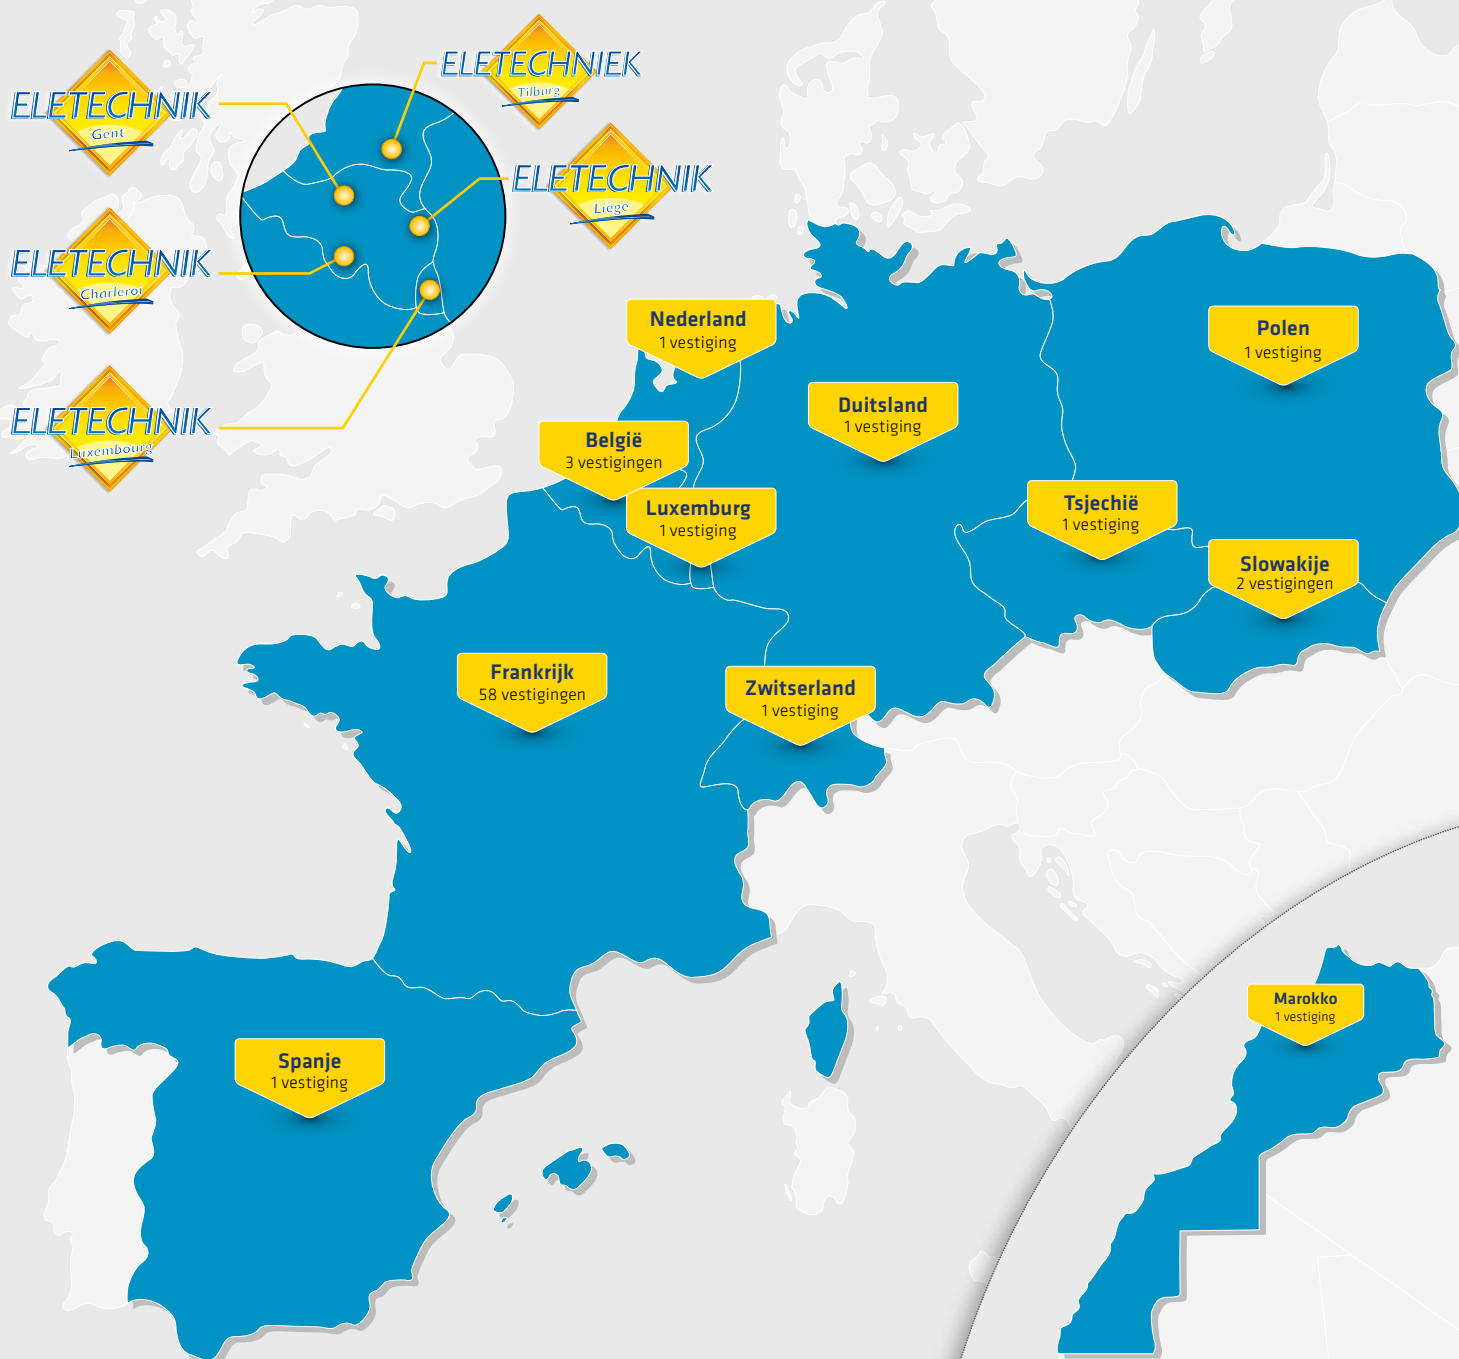 ELETECHNIEK
Tilburg
ELETECHNIK
Gent
ELETECHNIK
Liège
ELETECHNIK
Charleroi
ELETECHNIK
Luxembourg
Nederland
1 vestiging
Polen
1 vestiging
Duitsland
1 vestiging
België
3 vestigingen
Luxemburg
1 vestiging
Tsjechië
1 vestiging
Slowakije
2 vestigingen
Frankrijk
58 vestigingen
Zwitserland
1 vestiging
Marokko
1 vestiging
Spanje
1 vestiging